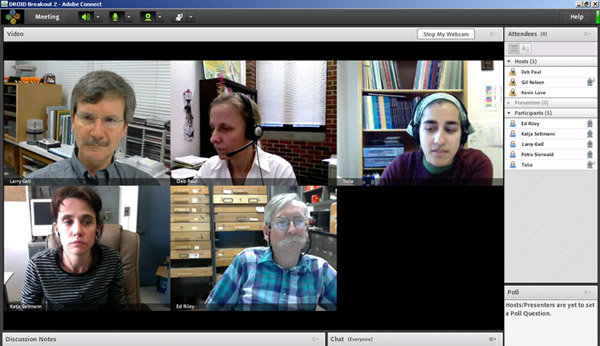 DROID Breakout 2 - Adobe Connect
Meeting
Help
Video
Stop My Webcam
Larry Gall
Deb Paul
Talia
Katja Seltmann
Ed Riley
Attendees (8)
Hosts (3)
Deb Paul
Gil Nelson
Kevin Love
Presenters (0)
Participants (5)
Ed Riley
Katja Seltmann
Larry Gall
Petra Sierwald
Talia
Poll
Hosts/Presenters are yet to set
a Poll Question.
Discussion Notes
Chat (Everyone)